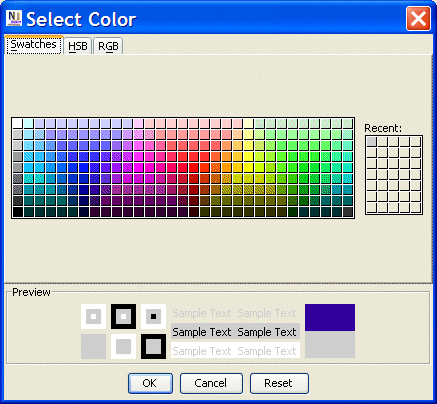 Select Color
Swatches HSB RGB
Recent:
Preview
Sample Text Sample Text
Sample Text Sample Text
Sample Text Sample Text
OK Cancel Reset